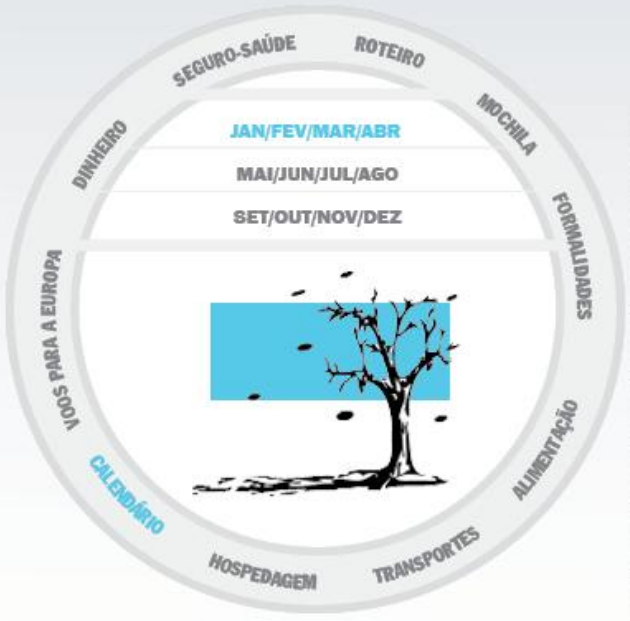 SEGURO-SAÚDE
ROTEIRO
MOCHILA
FORMALIDADES
ALIMENTAÇÃO
TRANSPORTES
HOSPEDAGEM
CALENDÁRIO
VOOS PARA A EUROPA
DINHEIRO
JAN/FEV/MAR/ABR
MAI/JUN/JUL/AGO
SET/OUT/NOV/DEZ